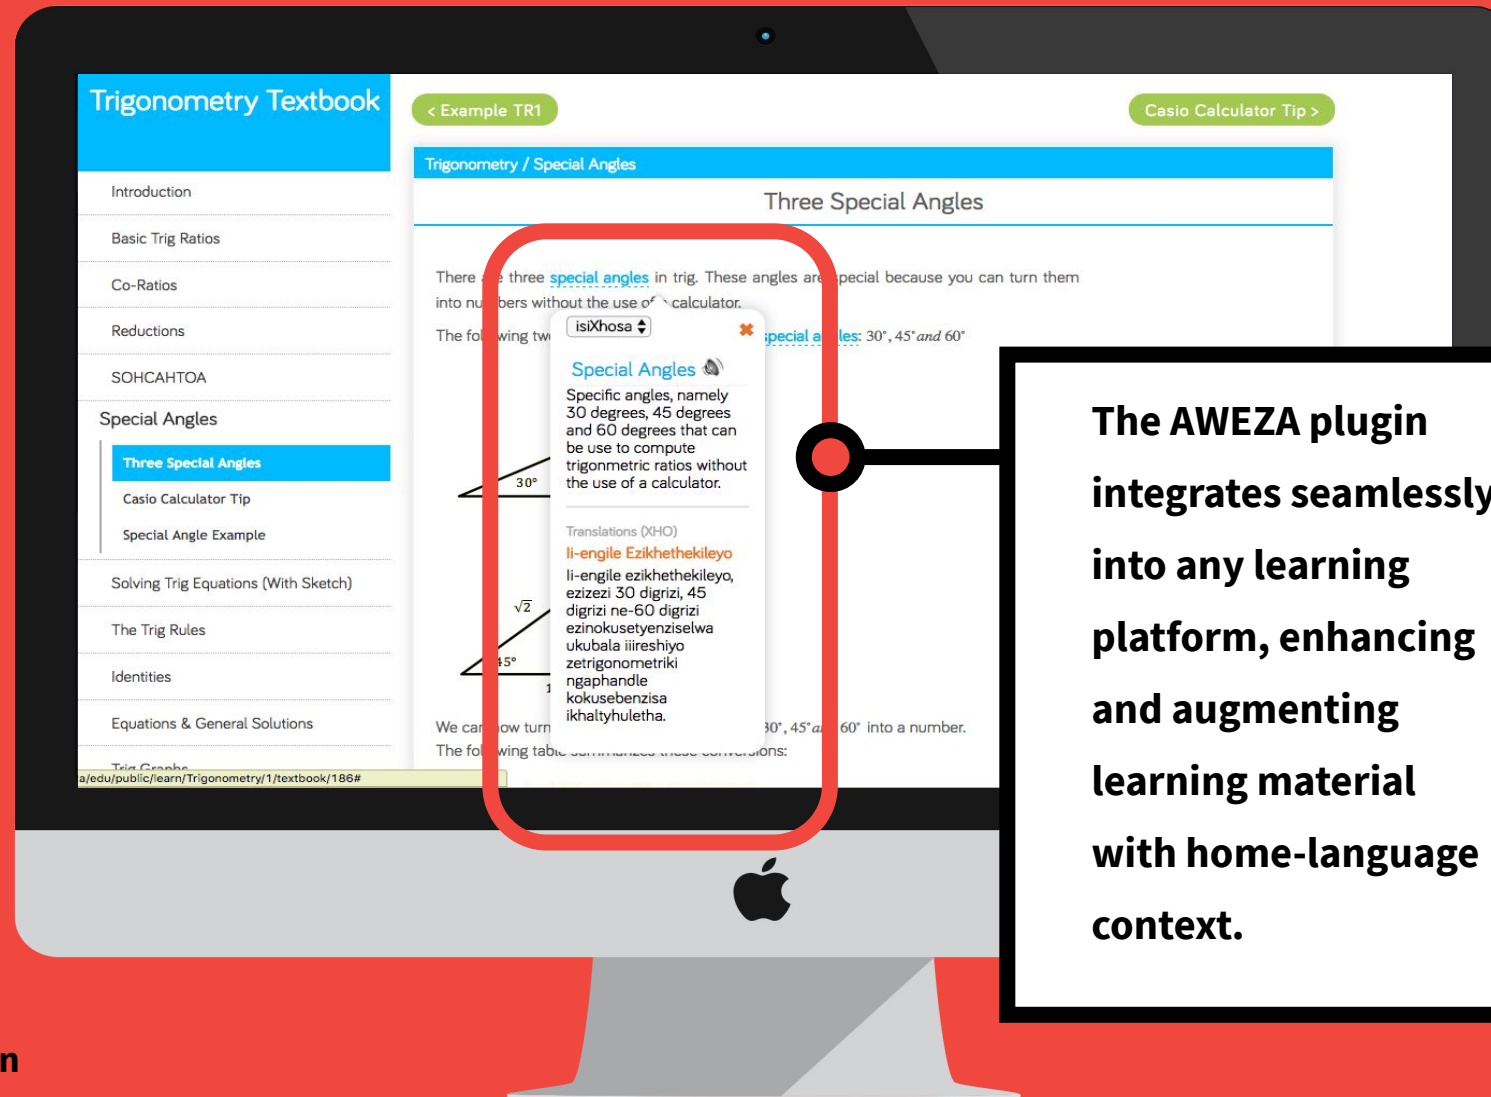 Trigonometry Textbook
< Example TR1
Casio Calculator Tip >
Introduction
Basic Trig Ratios
Co-Ratios
Reductions
SOHCAHTOA
Special Angles
Three Special Angles
Casio Calculator Tip
Special Angle Example
Solving Trig Equations (With Sketch)
The Trig Rules
Identities
Equations & General Solutions
Trig Graphs
a/edu/public/learn/Trigonometry/1/textbook/186#
Trigonometry / Special Angles
Three Special Angles
There three special angles in trig. These angles are special because you can turn them
into numbers without the use of calculator.
The following special angles: 30°, 45° and 60°
isiXhosa
✖
Special Angles
Specific angles, namely
30 degrees, 45 degrees
and 60 degrees that can
be use to compute
trigonmetric ratios without
the use of a calculator.
Translations (XHO)
Ii-engile Ezikhethekileyo
Ii-engile ezikhethekileyo,
ezizezi 30 digrizi, 45
digrizi ne-60 digrizi
ezinokusetyenziselwa
ukubala iiireshiyo
zetrigonometriki
ngaphandle
kokusebenzisa
ikhaltyhuletha.
30°
√2
45°
1
We can now turn 30°, 45° and 60° into a number.
The following table summarizes these conversions:
The AWEZA plugin
integrates seamlessly
into any learning
platform, enhancing
and augmenting
learning material
with home-language
context.
n